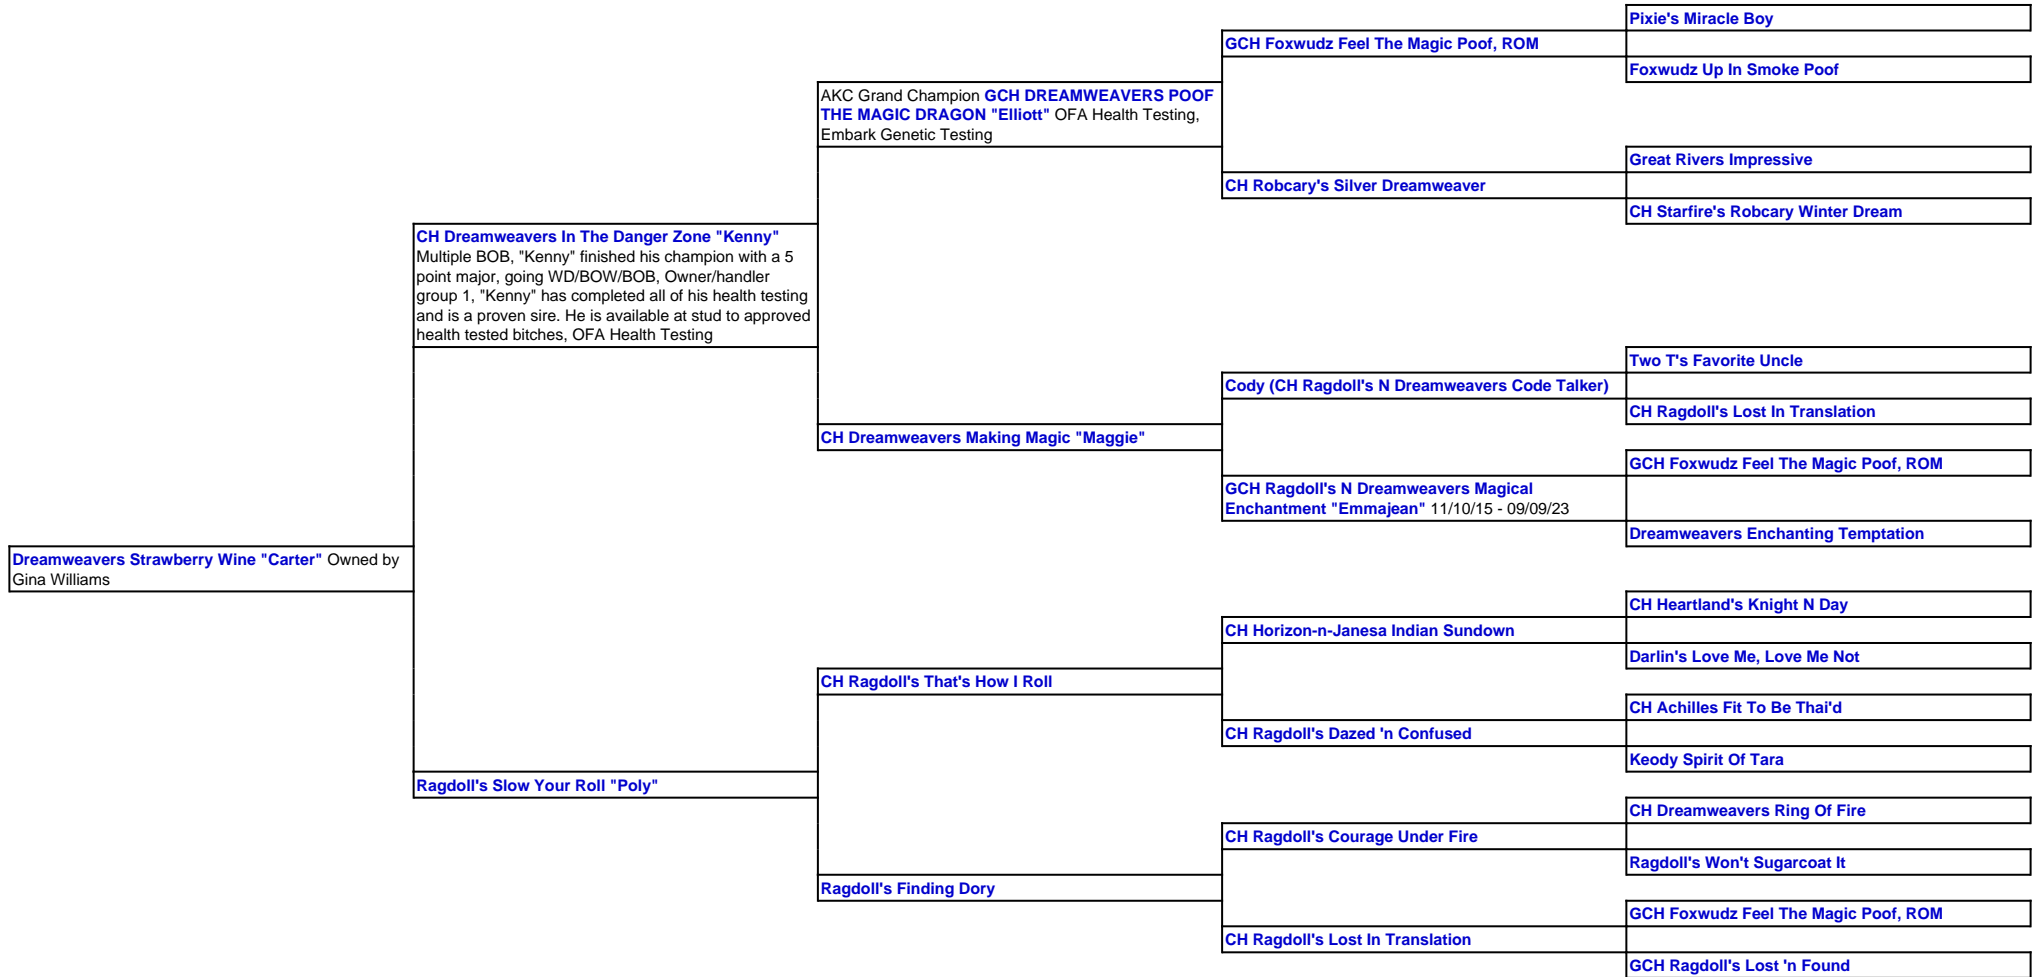 Pixie's Miracle Boy
GCH Foxwudz Feel The Magic Poof, ROM
Foxwudz Up In Smoke Poof
AKC Grand Champion GCH DREAMWEAVERS POOF
THE MAGIC DRAGON "Elliott" OFA Health Testing,
Embark Genetic Testing
Great Rivers Impressive
CH Robcary's Silver Dreamweaver
CH Starfire's Robcary Winter Dream
CH Dreamweavers In The Danger Zone "Kenny"
Multiple BOB, "Kenny" finished his champion with a 5
point major, going WD/BOW/BOB, Owner/handler
group 1, "Kenny" has completed all of his health testing
and is a proven sire. He is available at stud to approved
health tested bitches, OFA Health Testing
Two T's Favorite Uncle
Cody (CH Ragdoll's N Dreamweavers Code Talker)
CH Ragdoll's Lost In Translation
CH Dreamweavers Making Magic "Maggie"
GCH Foxwudz Feel The Magic Poof, ROM
GCH Ragdoll's N Dreamweavers Magical
Enchantment "Emmajean" 11/10/15 - 09/09/23
Dreamweavers Enchanting Temptation
Dreamweavers Strawberry Wine "Carter" Owned by
Gina Williams
CH Heartland's Knight N Day
CH Horizon-n-Janesa Indian Sundown
Darlin's Love Me, Love Me Not
CH Ragdoll's That's How I Roll
CH Achilles Fit To Be Thai'd
CH Ragdoll's Dazed 'n Confused
Keody Spirit Of Tara
Ragdoll's Slow Your Roll "Poly"
CH Dreamweavers Ring Of Fire
CH Ragdoll's Courage Under Fire
Ragdoll's Won't Sugarcoat It
Ragdoll's Finding Dory
GCH Foxwudz Feel The Magic Poof, ROM
CH Ragdoll's Lost In Translation
GCH Ragdoll's Lost 'n Found